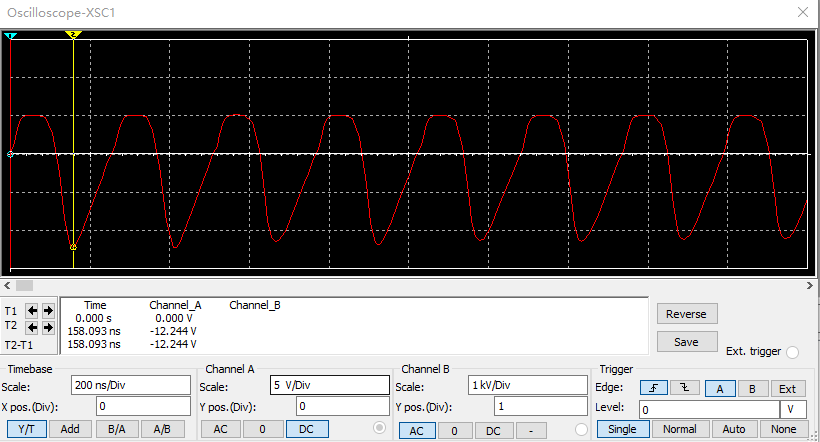 Oscilloscope-XSC1
1 2
Time Channel_A Channel_B
T1 0.000 s 0.000 V
T2 158.093 ns -12.244 V
T2-T1 158.093 ns -12.244 V
Reverse
Save
Ext. trigger
Timebase
Scale: 200 ns/Div
X pos.(Div): 0
Y/T Add B/A A/B
Channel A
Scale: 5 V/Div
Y pos.(Div): 0
AC 0 DC
Channel B
Scale: 1 kV/Div
Y pos.(Div): 1
AC 0 DC -
Trigger
Edge: A B Ext
Level: 0 V
Single Normal Auto None